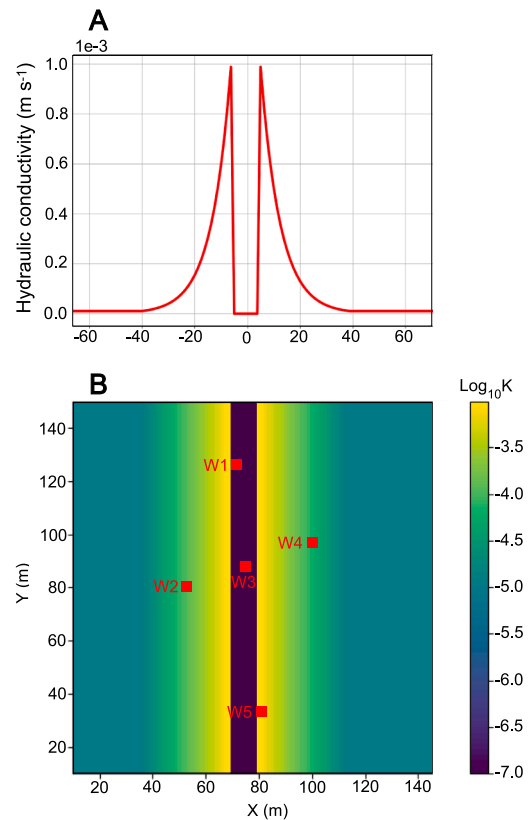 A
1e-3
Hydraulic conductivity (m s-1)
1.0
0.8
0.6
0.4
0.2
0.0
-60 -40 -20 0 20 40 60
B
Log10K
Y (m)
140
120
100
80
60
40
20
W1
W4
W3
W2
W5
20 40 60 80 100 120 140
X (m)
-3.5
-4.0
-4.5
-5.0
-5.5
-6.0
-6.5
-7.0